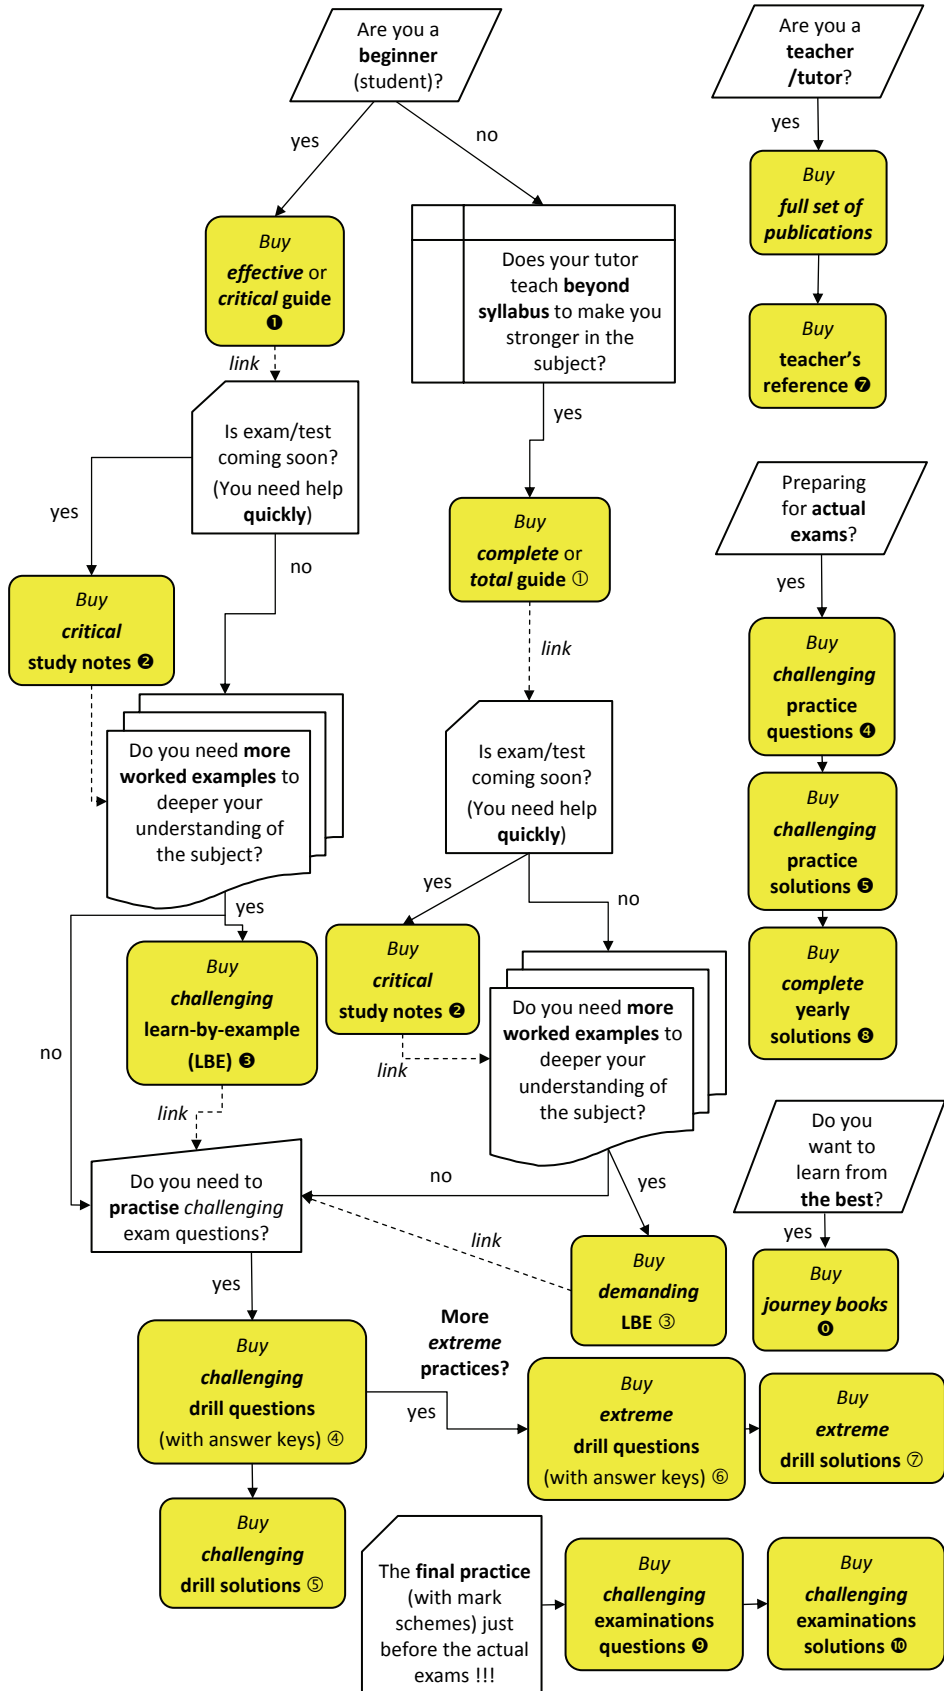 Are you a
beginner
(student)?
yes
no
Buy
effective or
critical guide
❶
link
Does your tutor
teach beyond
syllabus to make you
stronger in the
subject?
yes
Is exam/test
coming soon?
(You need help
quickly)
yes
no
Buy
critical
study notes ❷
Buy
complete or
total guide ①
link
Do you need more
worked examples to
deeper your
understanding of
the subject?
yes
no
Is exam/test
coming soon?
(You need help
quickly)
yes
no
Buy
challenging
learn-by-example
(LBE) ❸
link
Buy
critical
study notes ❷
link
Do you need more
worked examples to
deeper your
understanding of
the subject?
no
yes
Do you need to
practise challenging
exam questions?
yes
link
Buy
demanding
LBE ③
Buy
challenging
drill questions
(with answer keys) ④
More
extreme
practices?
yes
Buy
extreme
drill questions
(with answer keys) ⑥
Buy
extreme
drill solutions ⑦
Buy
challenging
drill solutions ⑤
The final practice
(with mark
schemes) just
before the actual
exams !!!
Buy
challenging
examinations
questions ❾
Buy
challenging
examinations
solutions ❿
Are you a
teacher
/tutor?
yes
Buy
full set of
publications
Buy
teacher's
reference ❼
Preparing
for actual
exams?
yes
Buy
challenging
practice
questions ❹
Buy
challenging
practice
solutions ❺
Buy
complete
yearly
solutions ❽
Do you
want to
learn from
the best?
yes
Buy
journey books
⓿